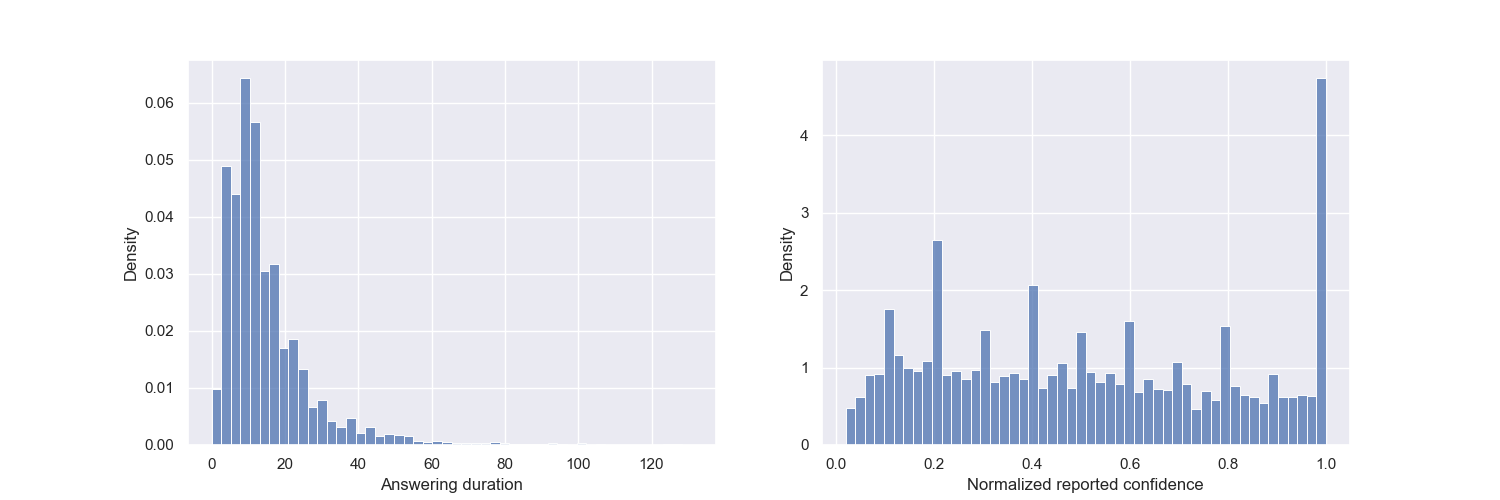 0.06
0.05
0.04
0.03
0.02
0.01
0.00
Density
0 20 40 60 80 100 120
Answering duration
4
3
2
1
0
Density
0.0 0.2 0.4 0.6 0.8 1.0
Normalized reported confidence